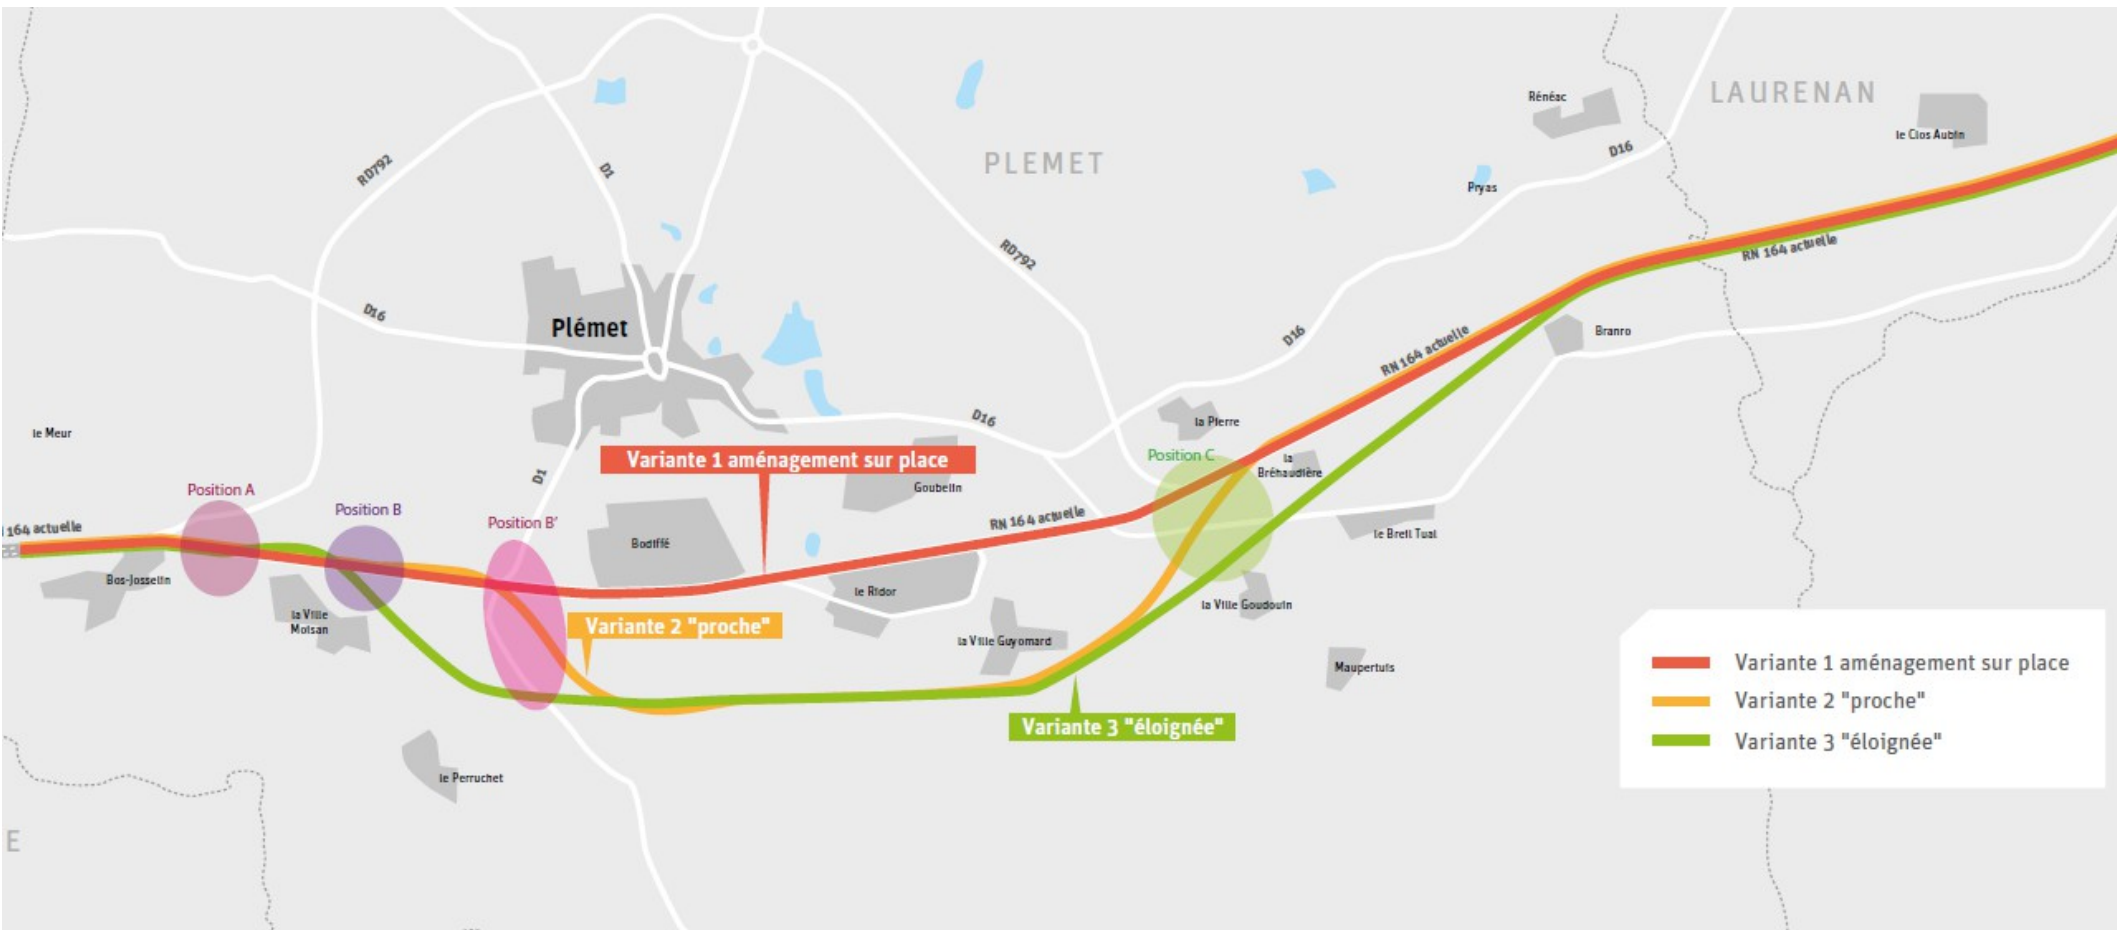 LAURENAN
Rénéac
le Clos Aubin
D16
PLEMET
RD792
D1
Pryas
RD792
RN 164 actuelle
D16
Plémet
D16
Branro
RN 164 actuelle
le Meur
D16
la Pierre
Variante 1 aménagement sur place
Position C
la
Bréhaudière
D1
Goubelin
Position A
Position B
Position B'
RN 164 actuelle
164 actuelle
Bodiffé
le Breil Tual
Bos-Josselin
le Ridor
la Ville
Moisan
la Ville Goudouin
Variante 2 "proche"
la Ville Guyomard
Maupertuis
Variante 3 "éloignée"
le Perruchet
E
Variante 1 aménagement sur place
Variante 2 "proche"
Variante 3 "éloignée"